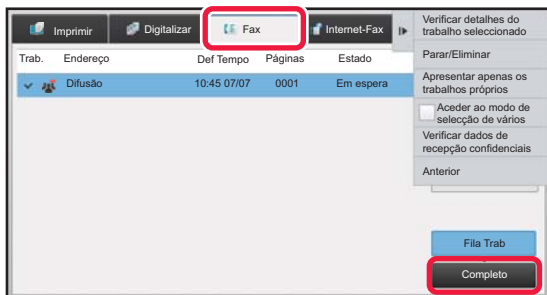 Imprimir Digitalizar Fax Internet-Fax
Trab. Endereço Def Tempo Páginas Estado
Difusão 10:45 07/07 0001 Em espera
Verificar detalhes do
trabalho seleccionado
Parar/Eliminar
Apresentar apenas os
trabalhos próprios
Aceder ao modo de
selecção de vários
Verificar dados de
recepção confidenciais
Anterior
Fila Trab
Completo